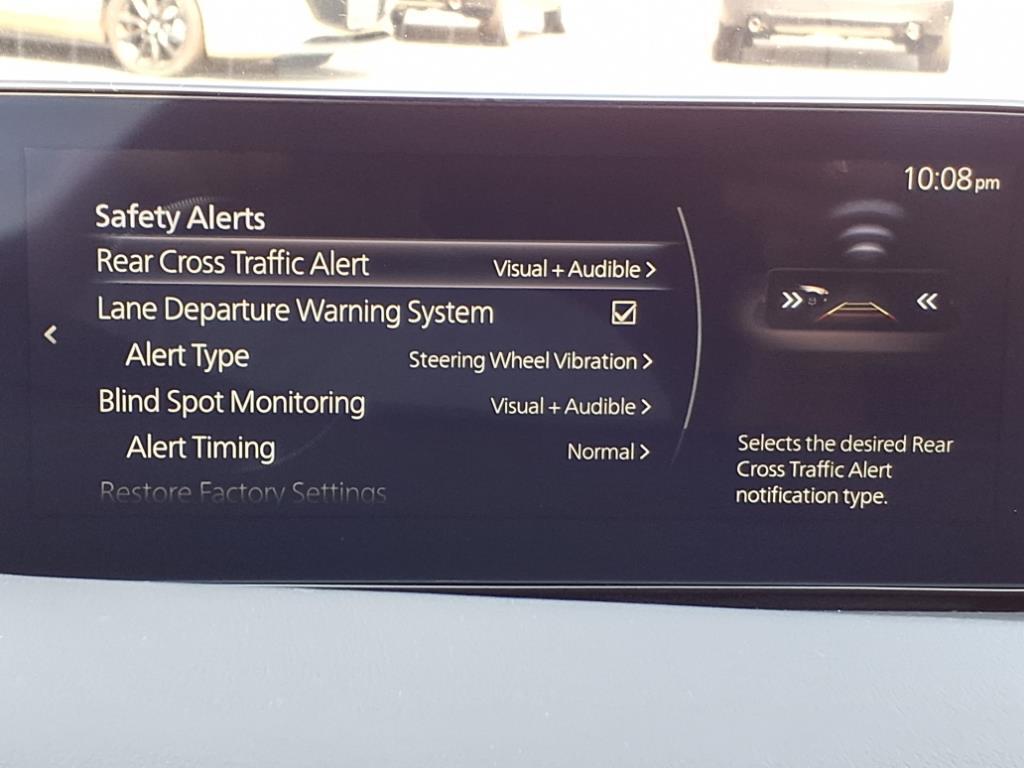 10:08pm
Safety Alerts
Rear Cross Traffic Alert Visual + Audible >
Lane Departure Warning System
Alert Type Steering Wheel Vibration >
Blind Spot Monitoring Visual + Audible >
Alert Timing Normal >
Restore Factory Settings
Selects the desired Rear
Cross Traffic Alert
notification type.